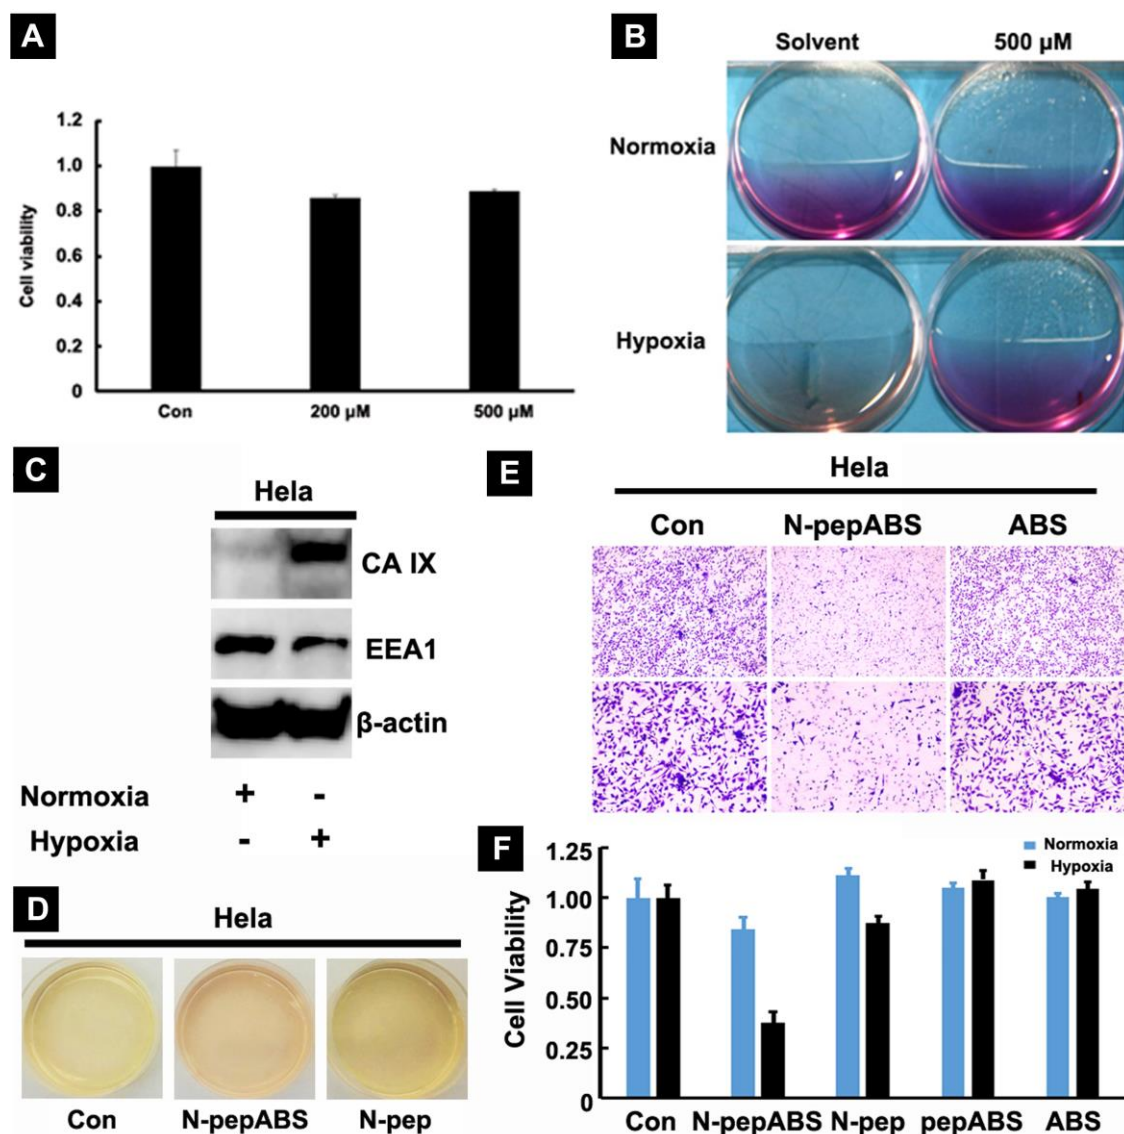 A
1.2
1.0
0.8
0.6
0.4
0.2
0
Cell viability
Con 200 μM 500 μM
B
Solvent 500 μM
Normoxia
Hypoxia
C
Hela
CA IX
EEA1
β-actin
Normoxia + -
Hypoxia - +
D
Hela
Con N-pepABS N-pep
E
Hela
Con N-pepABS ABS
F
1.25
1.00
0.75
0.50
0.25
0
Cell Viability
Normoxia
Hypoxia
Con N-pepABS N-pep pepABS ABS